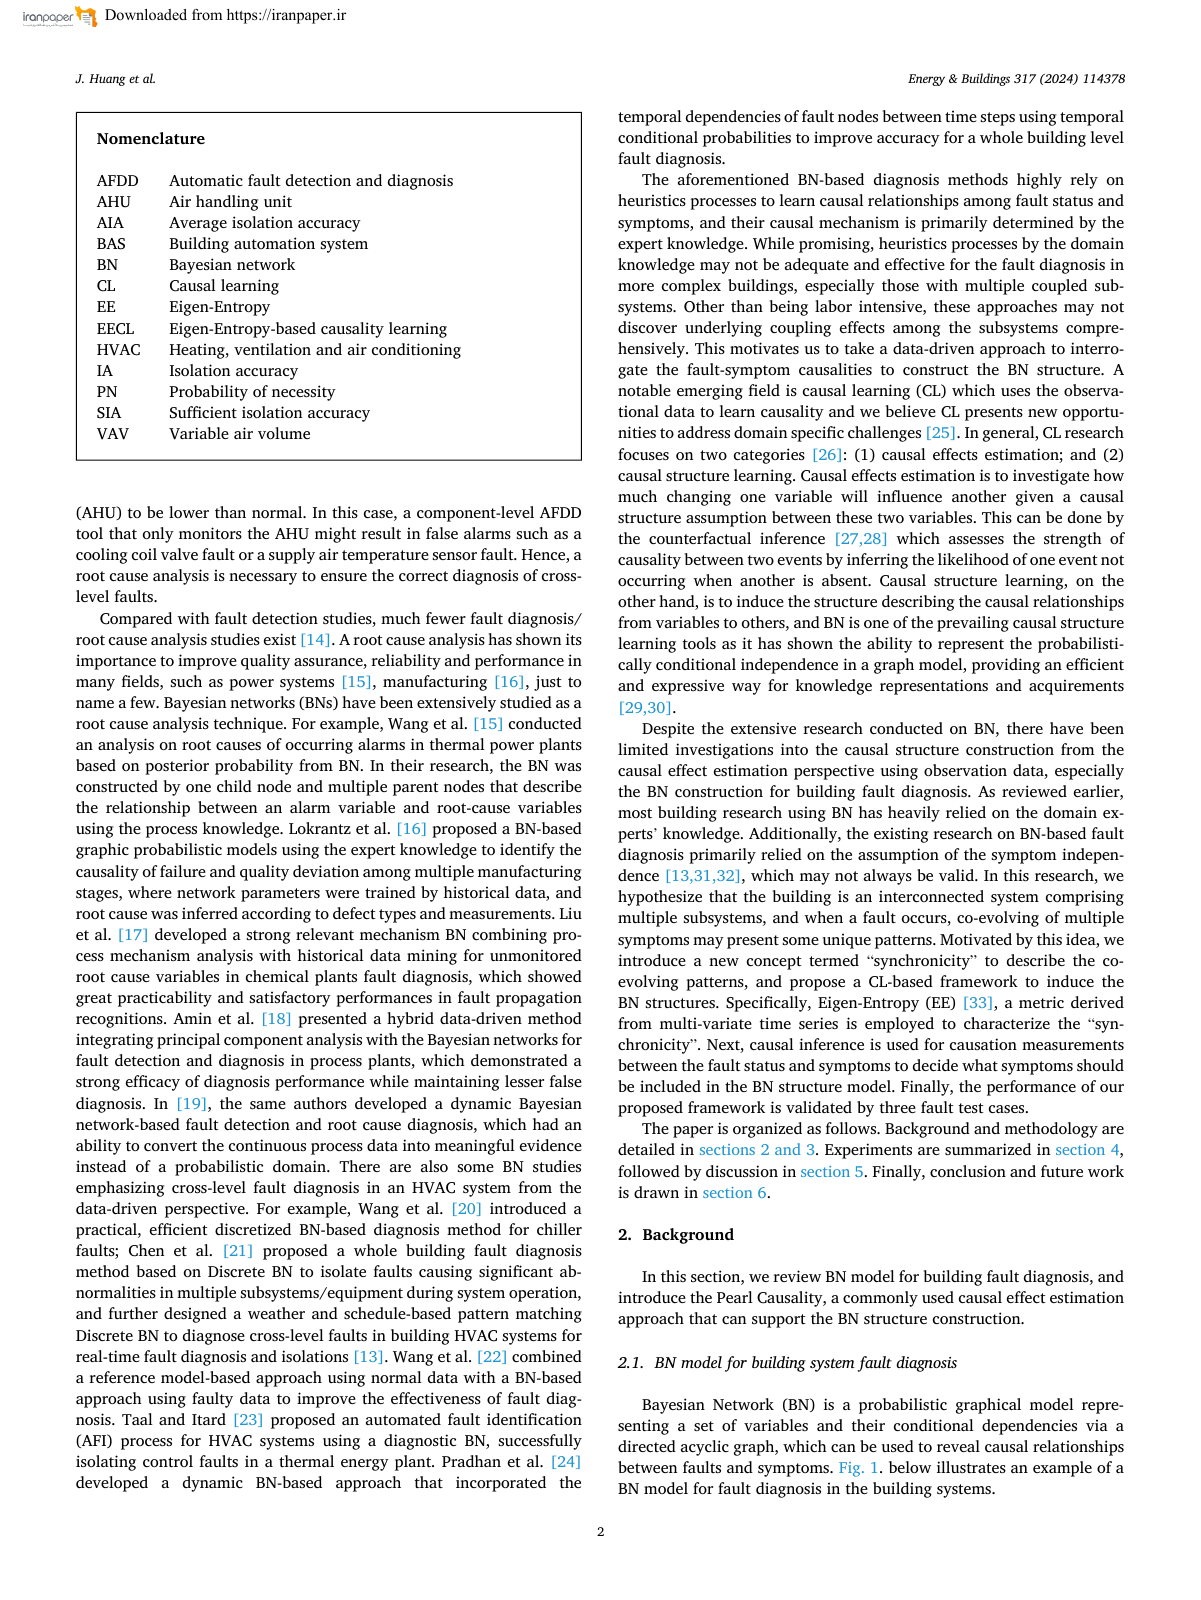 iranpaper
Downloaded from https://iranpaper.ir
J. Huang et al.
Energy & Buildings 317 (2024) 114378
Nomenclature
AFDD Automatic fault detection and diagnosis
AHU Air handling unit
AIA Average isolation accuracy
BAS Building automation system
BN Bayesian network
CL Causal learning
EE Eigen-Entropy
EECL Eigen-Entropy-based causality learning
HVAC Heating, ventilation and air conditioning
IA Isolation accuracy
PN Probability of necessity
SIA Sufficient isolation accuracy
VAV Variable air volume
(AHU) to be lower than normal. In this case, a component-level AFDD
tool that only monitors the AHU might result in false alarms such as a
cooling coil valve fault or a supply air temperature sensor fault. Hence, a
root cause analysis is necessary to ensure the correct diagnosis of cross-
level faults.
Compared with fault detection studies, much fewer fault diagnosis/
root cause analysis studies exist [14]. A root cause analysis has shown its
importance to improve quality assurance, reliability and performance in
many fields, such as power systems [15], manufacturing [16], just to
name a few. Bayesian networks (BNs) have been extensively studied as a
root cause analysis technique. For example, Wang et al. [15] conducted
an analysis on root causes of occurring alarms in thermal power plants
based on posterior probability from BN. In their research, the BN was
constructed by one child node and multiple parent nodes that describe
the relationship between an alarm variable and root-cause variables
using the process knowledge. Lokrantz et al. [16] proposed a BN-based
graphic probabilistic models using the expert knowledge to identify the
causality of failure and quality deviation among multiple manufacturing
stages, where network parameters were trained by historical data, and
root cause was inferred according to defect types and measurements. Liu
et al. [17] developed a strong relevant mechanism BN combining pro-
cess mechanism analysis with historical data mining for unmonitored
root cause variables in chemical plants fault diagnosis, which showed
great practicability and satisfactory performances in fault propagation
recognitions. Amin et al. [18] presented a hybrid data-driven method
integrating principal component analysis with the Bayesian networks for
fault detection and diagnosis in process plants, which demonstrated a
strong efficacy of diagnosis performance while maintaining lesser false
diagnosis. In [19], the same authors developed a dynamic Bayesian
network-based fault detection and root cause diagnosis, which had an
ability to convert the continuous process data into meaningful evidence
instead of a probabilistic domain. There are also some BN studies
emphasizing cross-level fault diagnosis in an HVAC system from the
data-driven perspective. For example, Wang et al. [20] introduced a
practical, efficient discretized BN-based diagnosis method for chiller
faults; Chen et al. [21] proposed a whole building fault diagnosis
method based on Discrete BN to isolate faults causing significant ab-
normalities in multiple subsystems/equipment during system operation,
and further designed a weather and schedule-based pattern matching
Discrete BN to diagnose cross-level faults in building HVAC systems for
real-time fault diagnosis and isolations [13]. Wang et al. [22] combined
a reference model-based approach using normal data with a BN-based
approach using faulty data to improve the effectiveness of fault diag-
nosis. Taal and Itard [23] proposed an automated fault identification
(AFI) process for HVAC systems using a diagnostic BN, successfully
isolating control faults in a thermal energy plant. Pradhan et al. [24]
developed a dynamic BN-based approach that incorporated the
temporal dependencies of fault nodes between time steps using temporal
conditional probabilities to improve accuracy for a whole building level
fault diagnosis.
The aforementioned BN-based diagnosis methods highly rely on
heuristics processes to learn causal relationships among fault status and
symptoms, and their causal mechanism is primarily determined by the
expert knowledge. While promising, heuristics processes by the domain
knowledge may not be adequate and effective for the fault diagnosis in
more complex buildings, especially those with multiple coupled sub-
systems. Other than being labor intensive, these approaches may not
discover underlying coupling effects among the subsystems compre-
hensively. This motivates us to take a data-driven approach to interro-
gate the fault-symptom causalities to construct the BN structure. A
notable emerging field is causal learning (CL) which uses the observa-
tional data to learn causality and we believe CL presents new opportu-
nities to address domain specific challenges [25]. In general, CL research
focuses on two categories [26]: (1) causal effects estimation; and (2)
causal structure learning. Causal effects estimation is to investigate how
much changing one variable will influence another given a causal
structure assumption between these two variables. This can be done by
the counterfactual inference [27,28] which assesses the strength of
causality between two events by inferring the likelihood of one event not
occurring when another is absent. Causal structure learning, on the
other hand, is to induce the structure describing the causal relationships
from variables to others, and BN is one of the prevailing causal structure
learning tools as it has shown the ability to represent the probabilisti-
cally conditional independence in a graph model, providing an efficient
and expressive way for knowledge representations and acquirements
[29,30].
Despite the extensive research conducted on BN, there have been
limited investigations into the causal structure construction from the
causal effect estimation perspective using observation data, especially
the BN construction for building fault diagnosis. As reviewed earlier,
most building research using BN has heavily relied on the domain ex-
perts’ knowledge. Additionally, the existing research on BN-based fault
diagnosis primarily relied on the assumption of the symptom indepen-
dence [13,31,32], which may not always be valid. In this research, we
hypothesize that the building is an interconnected system comprising
multiple subsystems, and when a fault occurs, co-evolving of multiple
symptoms may present some unique patterns. Motivated by this idea, we
introduce a new concept termed “synchronicity” to describe the co-
evolving patterns, and propose a CL-based framework to induce the
BN structures. Specifically, Eigen-Entropy (EE) [33], a metric derived
from multi-variate time series is employed to characterize the “syn-
chronicity”. Next, causal inference is used for causation measurements
between the fault status and symptoms to decide what symptoms should
be included in the BN structure model. Finally, the performance of our
proposed framework is validated by three fault test cases.
The paper is organized as follows. Background and methodology are
detailed in sections 2 and 3. Experiments are summarized in section 4,
followed by discussion in section 5. Finally, conclusion and future work
is drawn in section 6.
2. Background
In this section, we review BN model for building fault diagnosis, and
introduce the Pearl Causality, a commonly used causal effect estimation
approach that can support the BN structure construction.
2.1. BN model for building system fault diagnosis
Bayesian Network (BN) is a probabilistic graphical model repre-
senting a set of variables and their conditional dependencies via a
directed acyclic graph, which can be used to reveal causal relationships
between faults and symptoms. Fig. 1. below illustrates an example of a
BN model for fault diagnosis in the building systems.
2